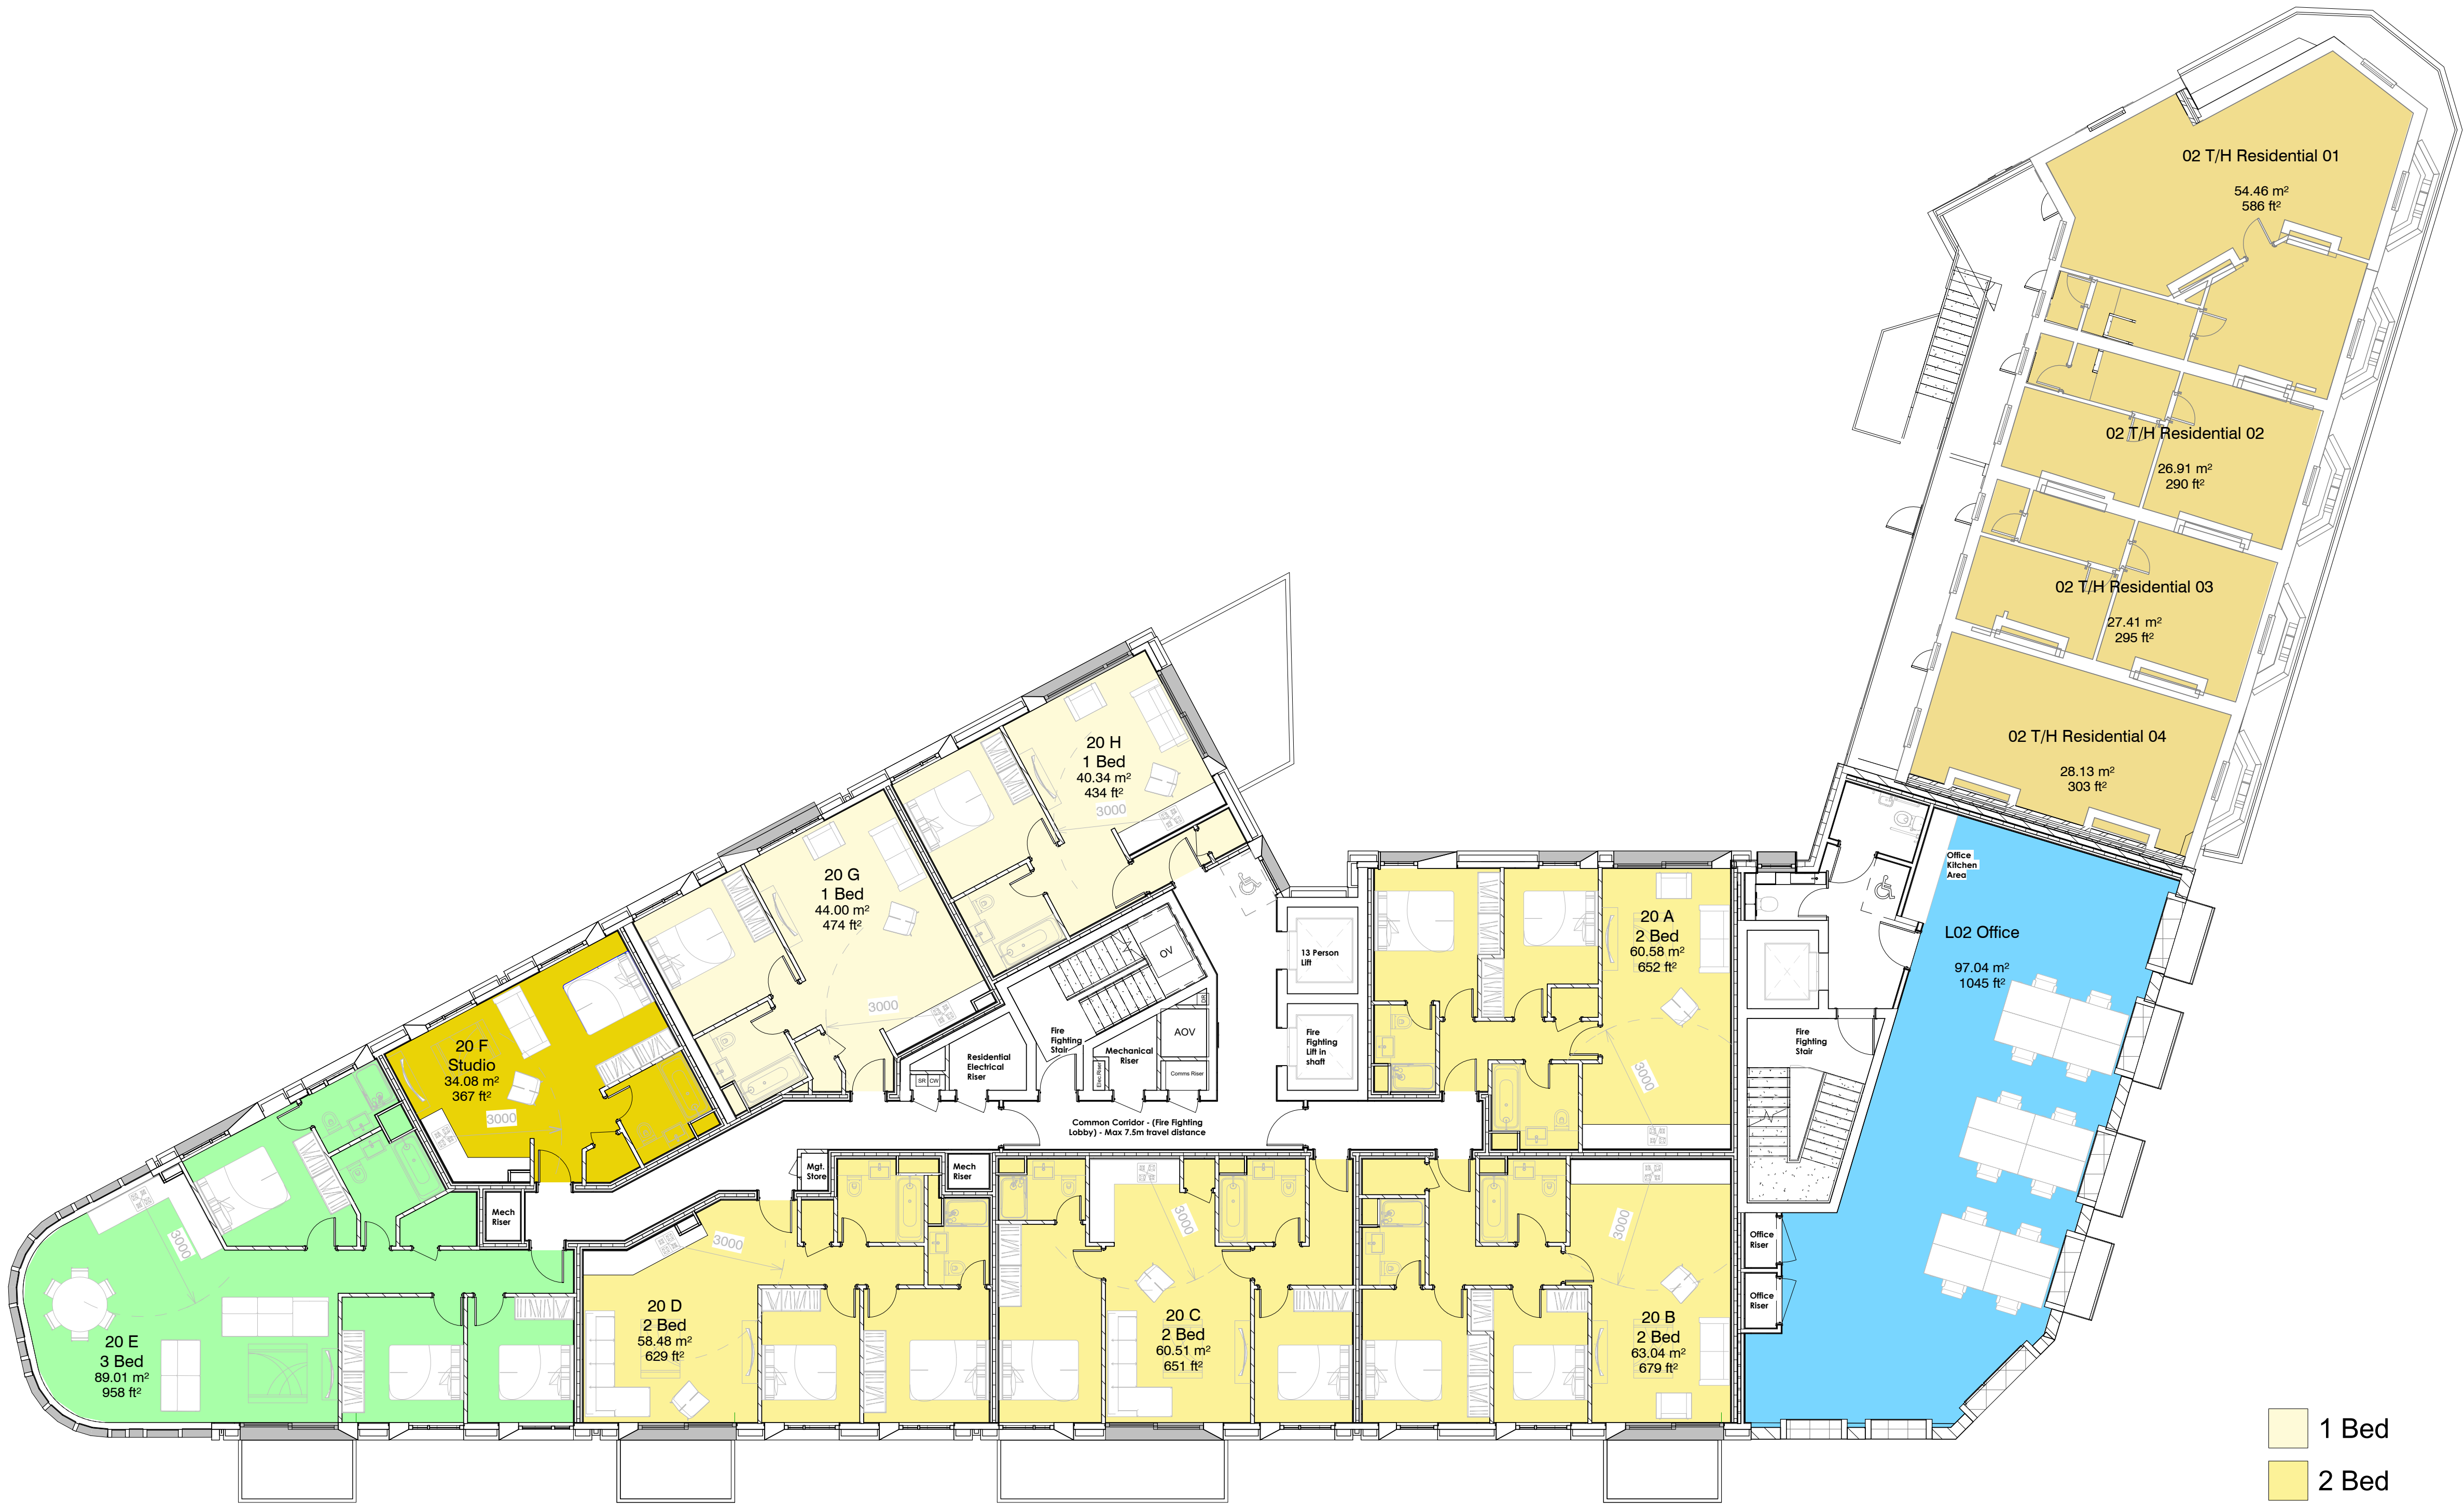 02 T/H Residential 01
54.46 m²
586 ft²
02 T/H Residential 02
26.91 m²
290 ft²
02 T/H Residential 03
27.41 m²
295 ft²
02 T/H Residential 04
28.13 m²
303 ft²
20 H
1 Bed
40.34 m²
434 ft²
3000
20 G
1 Bed
44.00 m²
474 ft²
3000
20 F
Studio
34.08 m²
367 ft²
3000
20 E
3 Bed
89.01 m²
958 ft²
3000
Mech
Riser
Mgt.
Store
Mech
Riser
SR
CW
Residential
Electrical
Riser
Fire
Fighting
Stair
OV
DR
AOV
Mechanical
Riser
Elec.Riser
Comms Riser
Common Corridor - (Fire Fighting
Lobby) - Max 7.5m travel distance
13 Person
Lift
Fire
Fighting
Lift in
shaft
20 A
2 Bed
60.58 m²
652 ft²
3000
20 D
2 Bed
58.48 m²
629 ft²
3000
20 C
2 Bed
60.51 m²
651 ft²
3000
20 B
2 Bed
63.04 m²
679 ft²
3000
Office
Kitchen
Area
L02 Office
97.04 m²
1045 ft²
Fire
Fighting
Stair
Office
Riser
Office
Riser
1 Bed
2 Bed